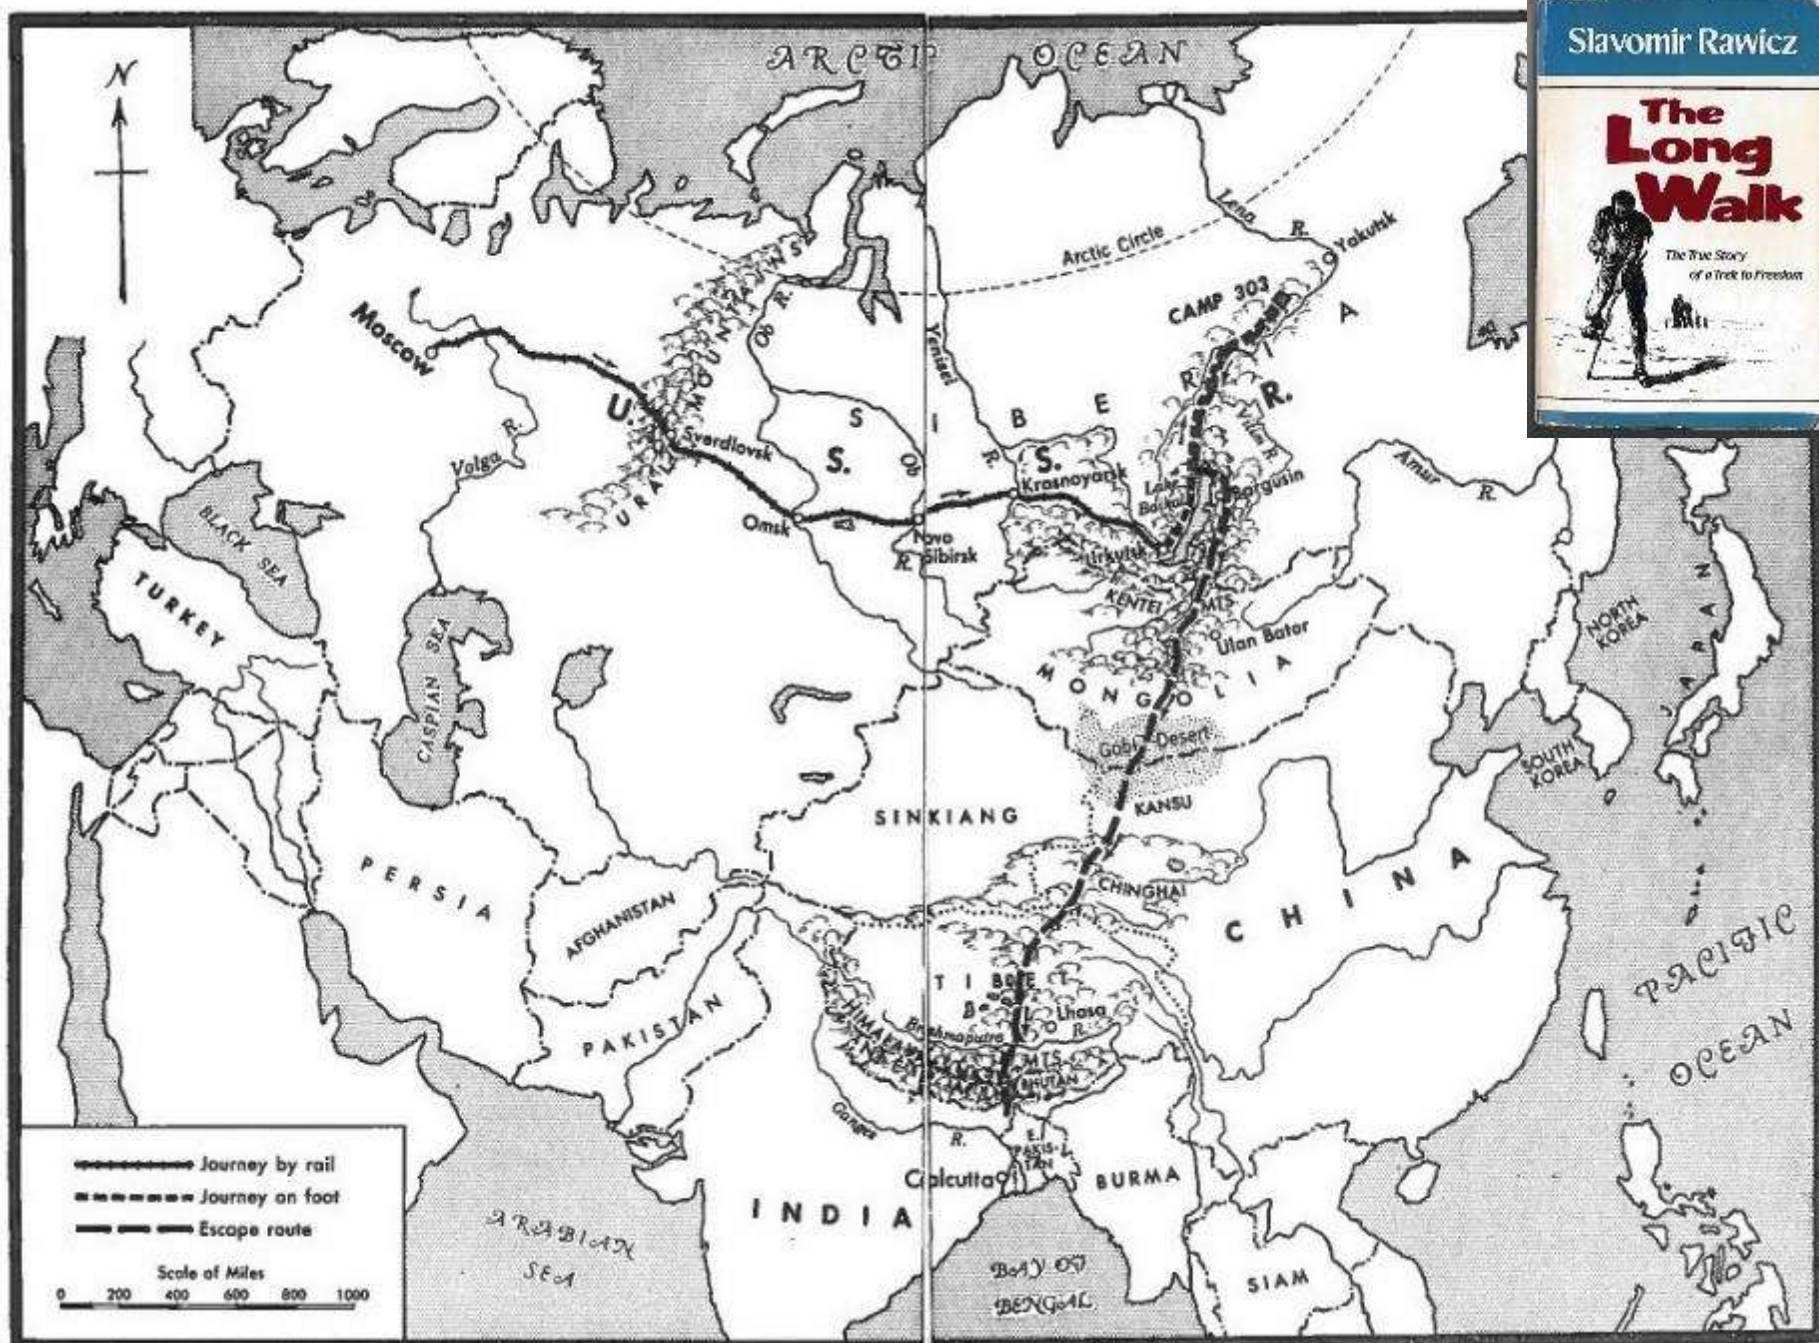 Slavomir Rawicz
The
Long
Walk
The True Story
of a Trek to Freedom
N
ARCTIC OCEAN
Arctic Circle
Lena
R.
Yakutsk
CAMP 303
Moscow
URAL MOUNTAINS
Ob R.
Yenisei
R.
U. S. S. R.
SIBERIA
Volga R.
Sverdlovsk
Ob
R.
Omsk
Novo
Sibirsk
Krasnoyarsk
Lake
Baikal
Bargusin
Vitim R.
Irkutsk
Amur R.
KENTEI MTS
Ulan Bator
MONGOLIA
Gobi Desert
KANSU
BLACK
SEA
TURKEY
CASPIAN SEA
NORTH
KOREA
SOUTH
KOREA
JAPAN
SINKIANG
PERSIA
AFGHANISTAN
PAKISTAN
CHINGHAI
CHINA
TIBET
Lhasa
Brahmaputra R.
HIMALAYA
MTS
BHUTAN
Ganges R.
E.
PAKIS-
TAN
Calcutta
BURMA
INDIA
SIAM
ARABIAN
SEA
BAY OF
BENGAL
PACIFIC
OCEAN
Journey by rail
Journey on foot
Escape route
Scale of Miles
0 200 400 600 800 1000